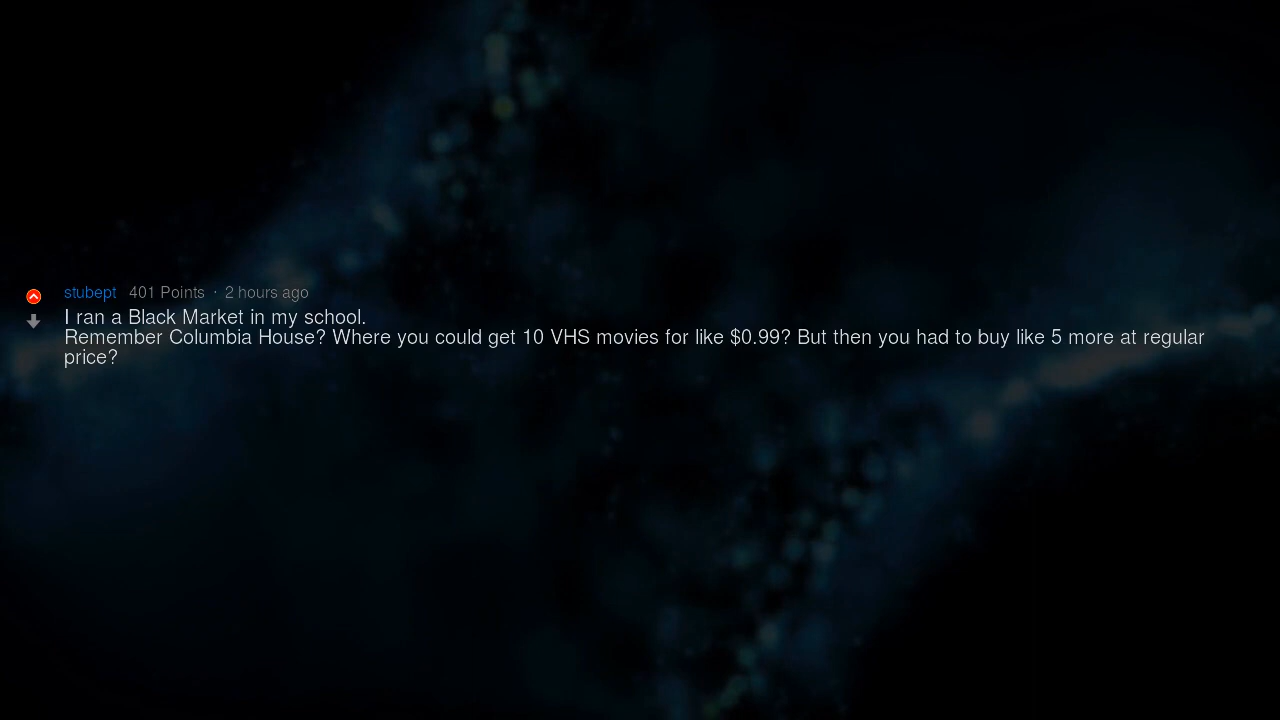 stubept 401 Points · 2 hours ago
I ran a Black Market in my school.
Remember Columbia House? Where you could get 10 VHS movies for like $0.99? But then you had to buy like 5 more at regular
price?